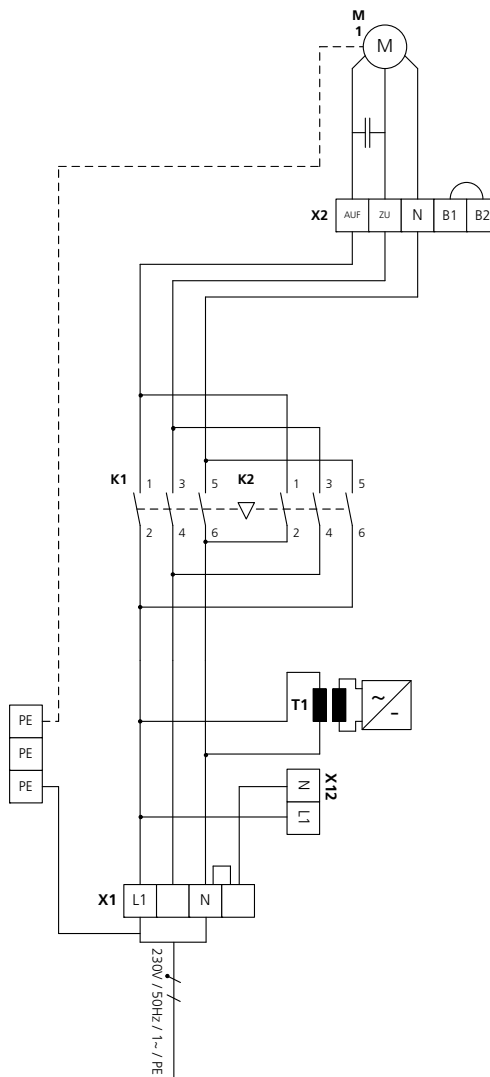 M
1
M
X2
AUF
ZU
N
B1
B2
K1
1
3
5
K2
1
3
5
2
4
6
2
4
6
T1
~
-
PE
PE
PE
N
L1
X12
X1
L1
N
230V / 50Hz / 1~ / PE